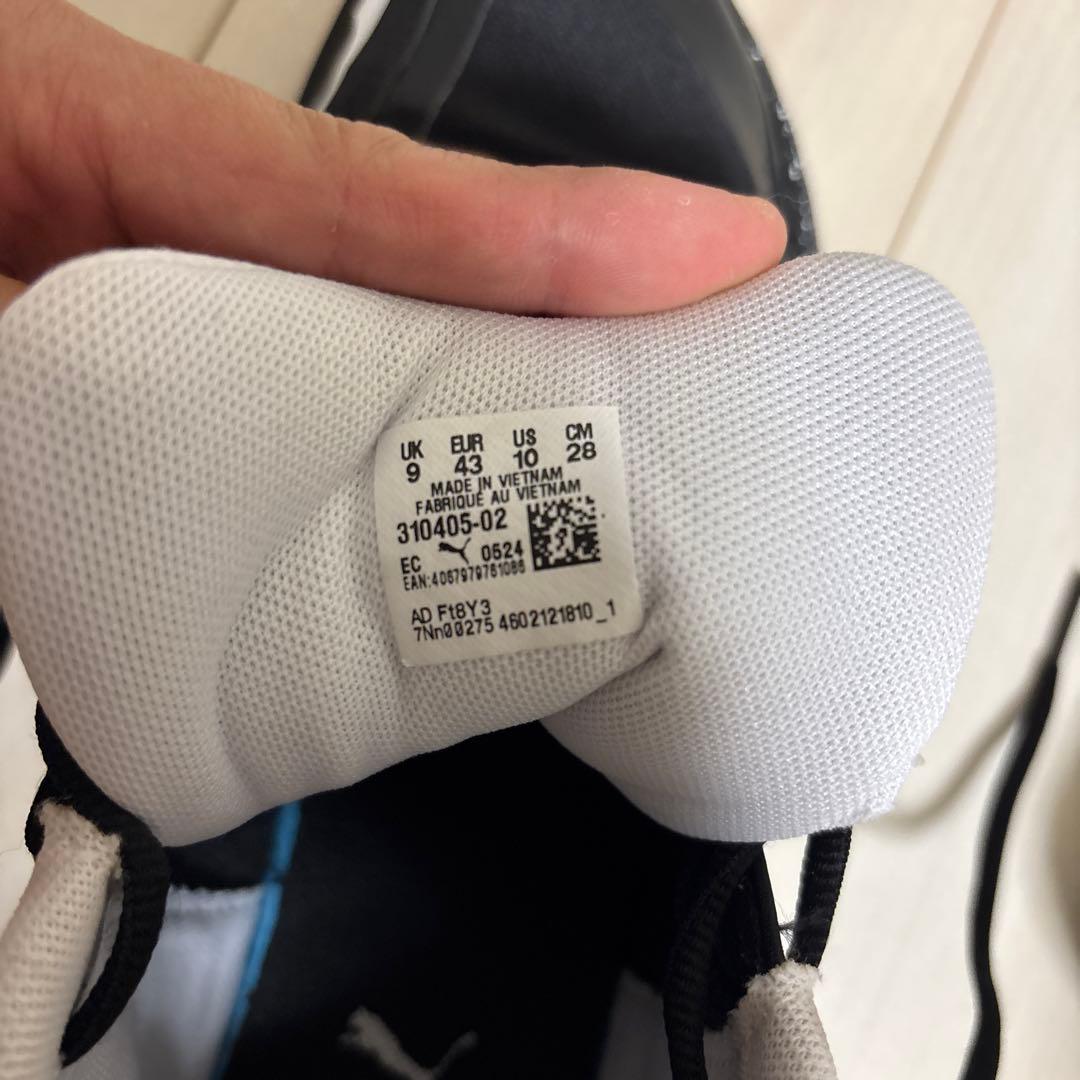 UK EUR US CM
9 43 10 28
MADE IN VIETNAM
FABRIQUÉ AU VIETNAM
310405-02
EC 0524
EAN:4067979761086
AD Ft8Y3
7Nn00275 4602121810_1